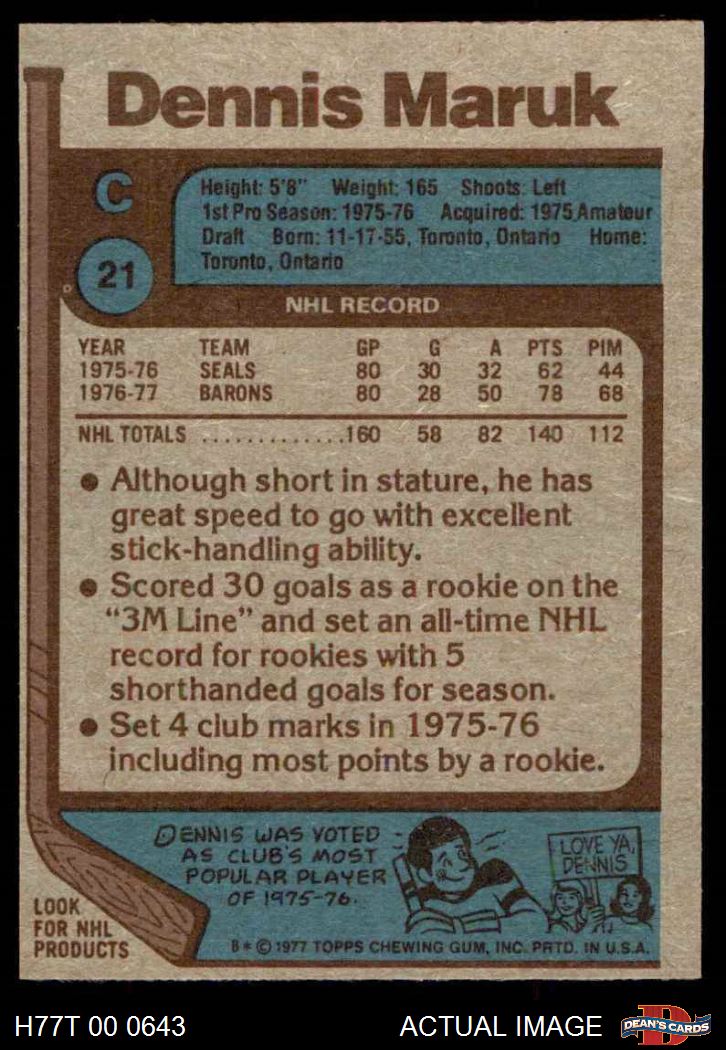 Dennis Maruk
C
Height: 5'8" Weight: 165 Shoots: Left
1st Pro Season: 1975-76 Acquired: 1975 Amateur
Draft Born: 11-17-55, Toronto, Ontario Home:
Toronto, Ontario
21
NHL RECORD
YEAR TEAM GP G A PTS PIM
1975-76 SEALS 80 30 32 62 44
1976-77 BARONS 80 28 50 78 68
NHL TOTALS ..............160 58 82 140 112
● Although short in stature, he has
great speed to go with excellent
stick-handling ability.
● Scored 30 goals as a rookie on the
"3M Line" and set an all-time NHL
record for rookies with 5
shorthanded goals for season.
● Set 4 club marks in 1975-76
including most points by a rookie.
DENNIS WAS VOTED
AS CLUB'S MOST
POPULAR PLAYER
OF 1975-76.
LOVE YA,
DENNIS
LOOK
FOR NHL
PRODUCTS
B* © 1977 TOPPS CHEWING GUM, INC. PRTD. IN U.S.A.
H77T 00 0643
ACTUAL IMAGE
D
DEAN'S CARDS